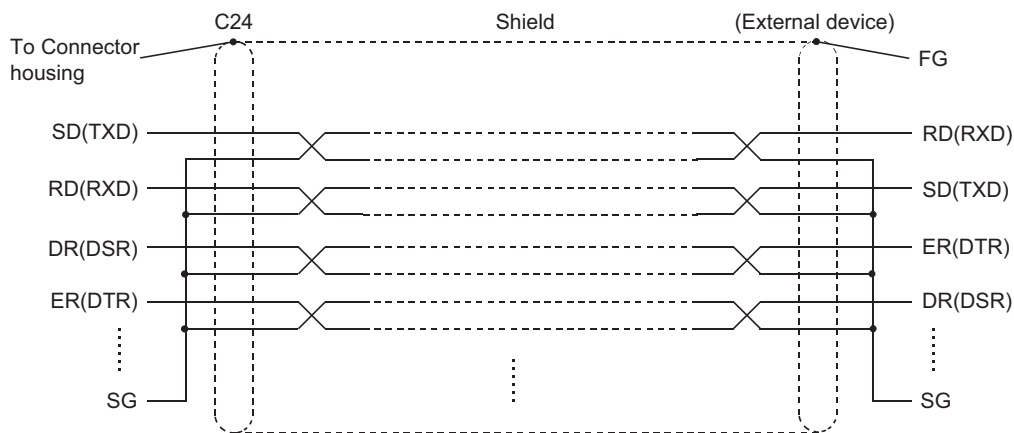 C24
Shield
(External device)
To Connector
housing
FG
SD(TXD)
RD(RXD)
RD(RXD)
SD(TXD)
DR(DSR)
ER(DTR)
ER(DTR)
DR(DSR)
SG
SG